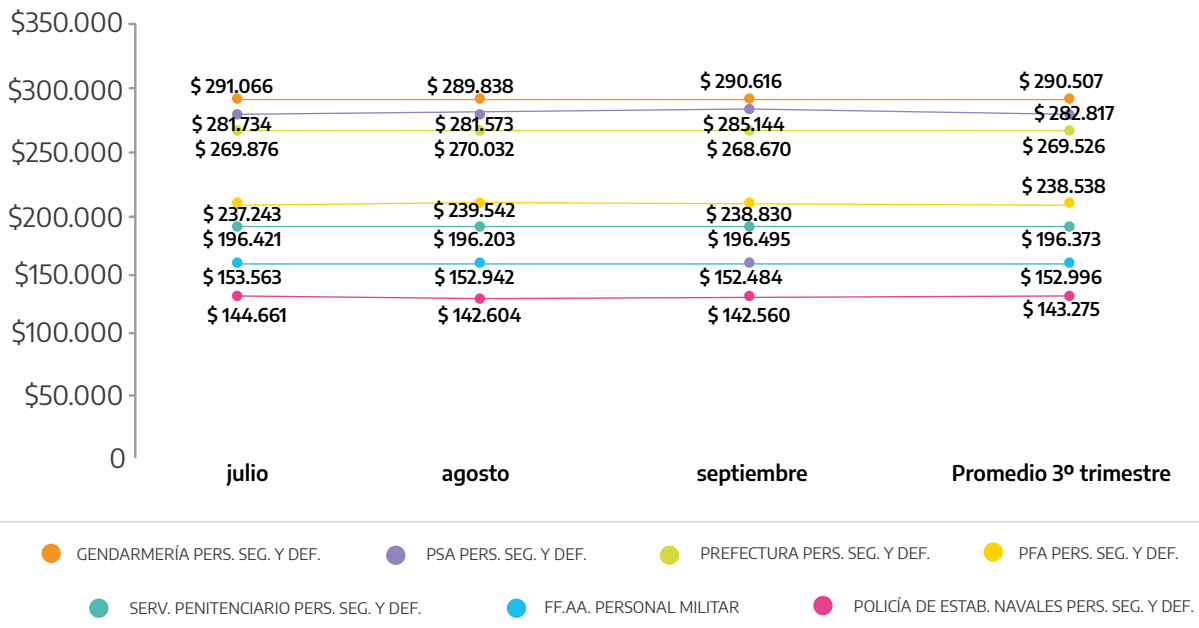 $350.000
$300.000
$250.000
$200.000
$150.000
$100.000
$50.000
0
$ 291.066 $ 289.838 $ 290.616 $ 290.507
$ 281.734 $ 281.573 $ 285.144 $ 282.817
$ 269.876 $ 270.032 $ 268.670 $ 269.526
$ 237.243 $ 239.542 $ 238.830 $ 238.538
$ 196.421 $ 196.203 $ 196.495 $ 196.373
$ 153.563 $ 152.942 $ 152.484 $ 152.996
$ 144.661 $ 142.604 $ 142.560 $ 143.275
julio agosto septiembre Promedio 3º trimestre
GENDARMERÍA PERS. SEG. Y DEF. PSA PERS. SEG. Y DEF. PREFECTURA PERS. SEG. Y DEF. PFA PERS. SEG. Y DEF.
SERV. PENITENCIARIO PERS. SEG. Y DEF. FF.AA. PERSONAL MILITAR POLICÍA DE ESTAB. NAVALES PERS. SEG. Y DEF.